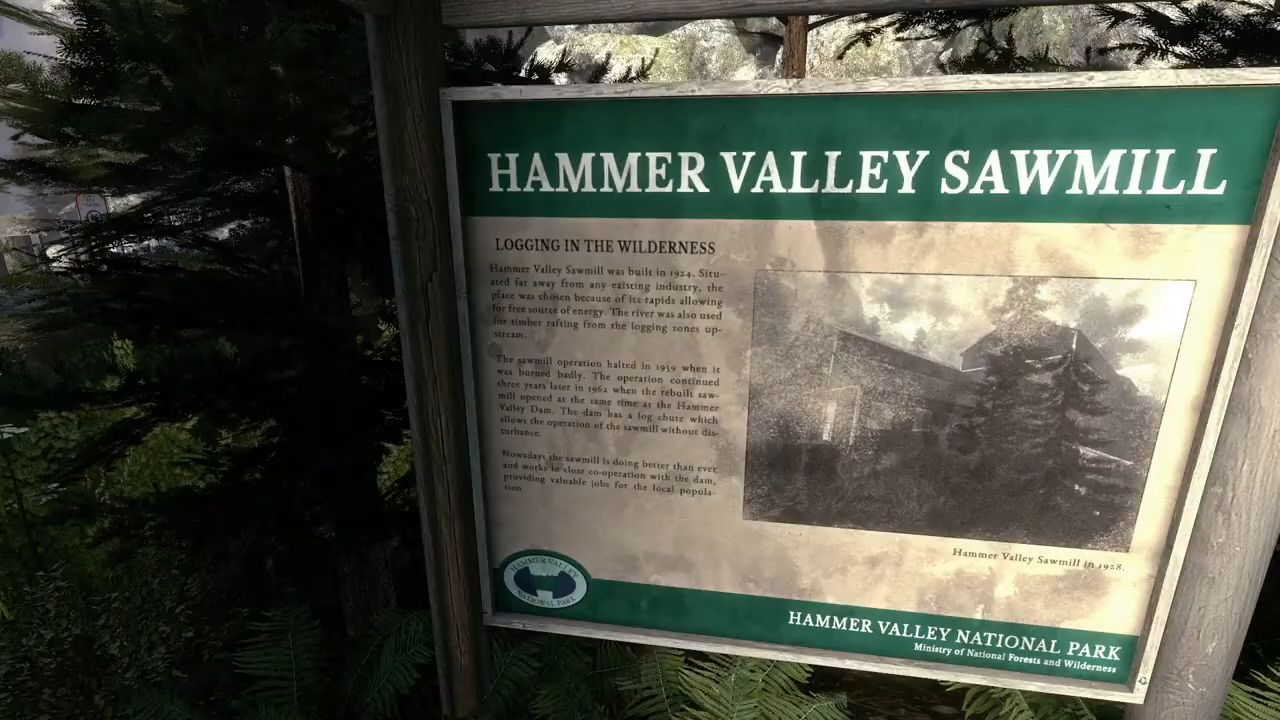 HAMMER VALLEY SAWMILL
LOGGING IN THE WILDERNESS
Hammer Valley Sawmill was built in 1924. Situ-
ated far away from any existing industry, the
place was chosen because of its rapids allowing
for free source of energy. The river was also used
for timber rafting from the logging zones up-
stream.
The sawmill operation halted in 1959 when it
was burned badly. The operation continued
three years later in 1962 when the rebuilt saw-
mill opened at the same time as the Hammer
Valley Dam. The dam has a log chute which
allows the operation of the sawmill without dis-
turbance.
Nowadays the sawmill is doing better than ever
and works in close co-operation with the dam,
providing valuable jobs for the local popula-
tion
Hammer Valley Sawmill in 1928.
HAMMER VALLEY
NATIONAL PARK
HAMMER VALLEY NATIONAL PARK
Ministry of National Forests and Wilderness